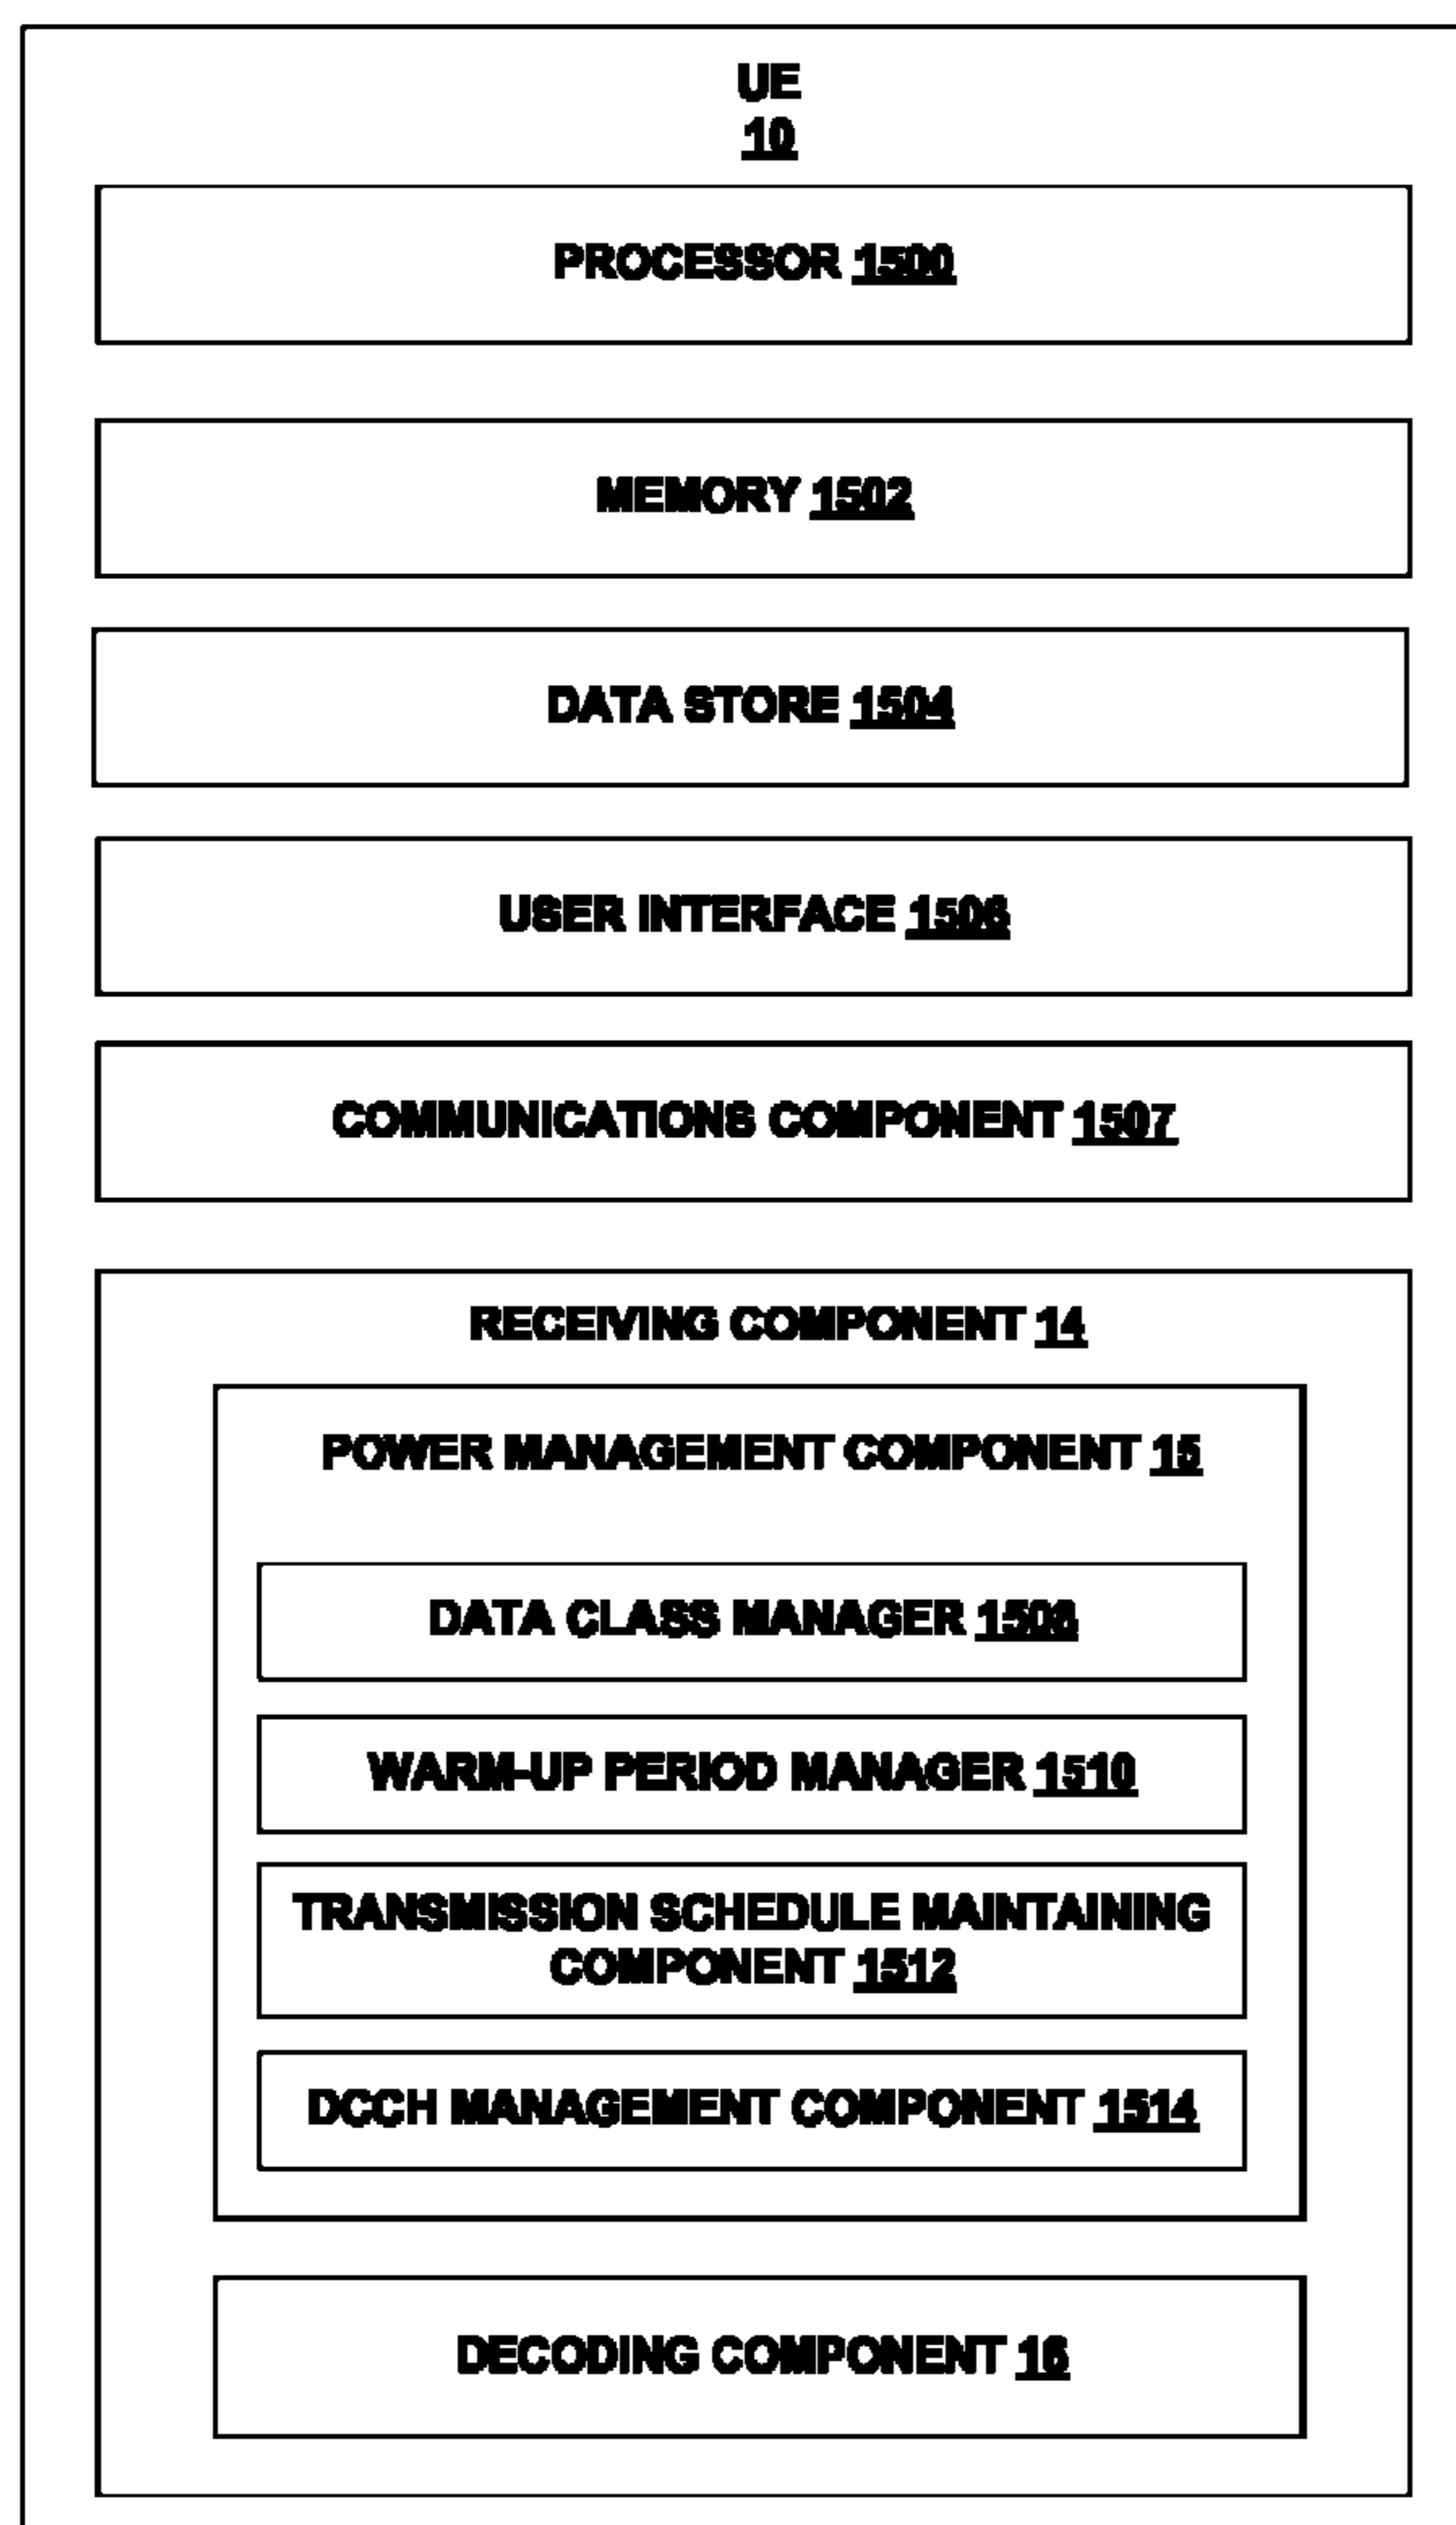 UE
10
PROCESSOR 1500
MEMORY 1502
DATA STORE 1504
USER INTERFACE 1506
COMMUNICATIONS COMPONENT 1507
RECEIVING COMPONENT 14
POWER MANAGEMENT COMPONENT 15
DATA CLASS MANAGER 1508
WARM-UP PERIOD MANAGER 1510
TRANSMISSION SCHEDULE MAINTAINING
COMPONENT 1512
DCCH MANAGEMENT COMPONENT 1514
DECODING COMPONENT 16